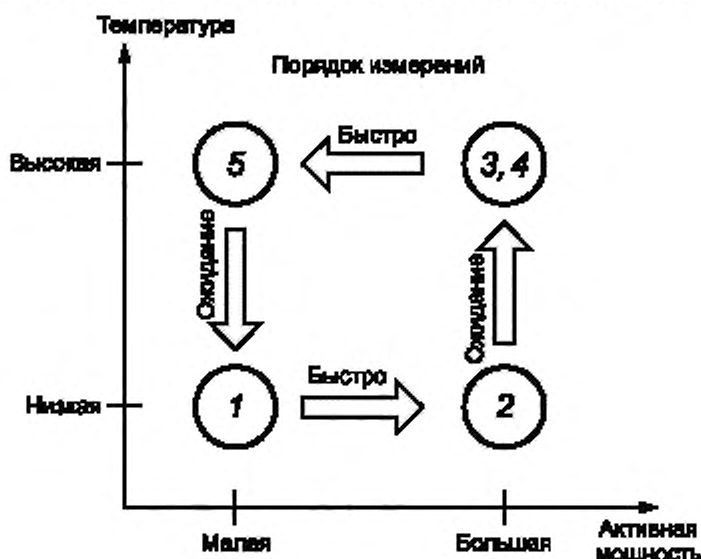 Температура
Порядок измерений
Быстро
Высокая
5
3, 4
Ожидание
Ожидание
Быстро
Низкая
1
2
Малая
Большая
Активная
мощность